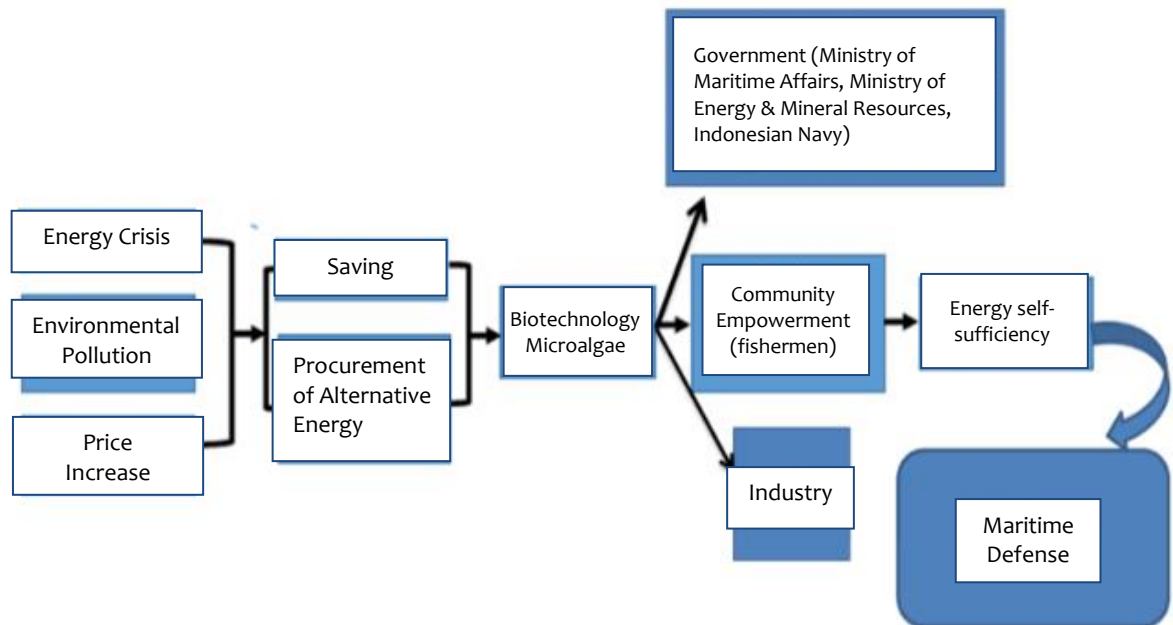 Energy Crisis
Environmental
Pollution
Price
Increase
Saving
Procurement
of Alternative
Energy
Biotechnology
Microalgae
Government (Ministry of
Maritime Affairs, Ministry of
Energy & Mineral Resources,
Indonesian Navy)
Community
Empowerment
(fishermen)
Industry
Energy self-
sufficiency
Maritime
Defense